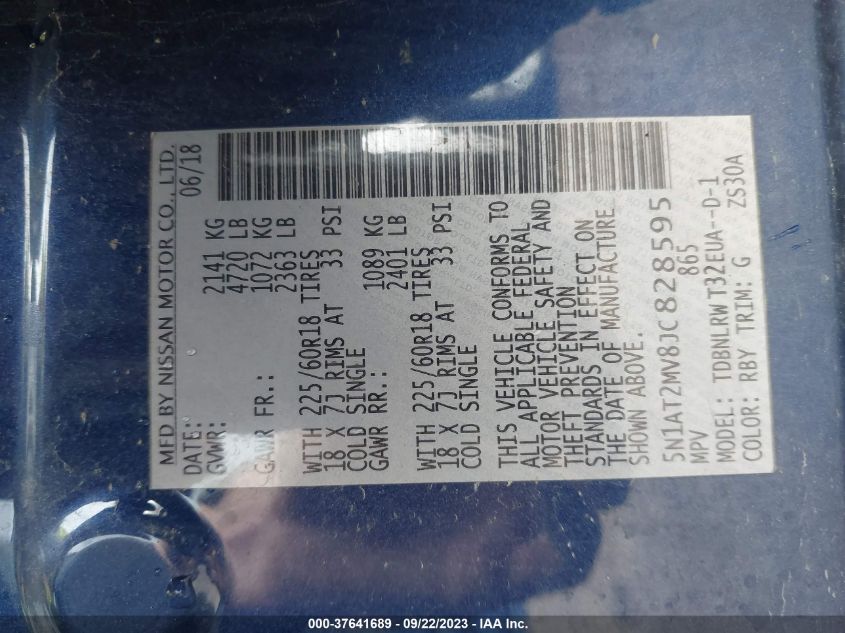 MFD BY NISSAN MOTOR CO., LTD.
DATE: 06/18
GVWR: 2141 KG
4720 LB
GAWR FR.: 1072 KG
2363 LB
WITH 225/60R18 TIRES
18 X 7J RIMS AT 33 PSI
COLD SINGLE
GAWR RR.: 1089 KG
2401 LB
WITH 225/60R18 TIRES
18 X 7J RIMS AT 33 PSI
COLD SINGLE
THIS VEHICLE CONFORMS TO
ALL APPLICABLE FEDERAL
MOTOR VEHICLE SAFETY AND
THEFT PREVENTION
STANDARDS IN EFFECT ON
THE DATE OF MANUFACTURE
SHOWN ABOVE.
5N1AT2MV8JC828595
MPV 865
MODEL: TDBNLRW T32EUA--D-1
COLOR: RBY TRIM: G ZS30A
000-37641689 - 09/22/2023 - IAA Inc.